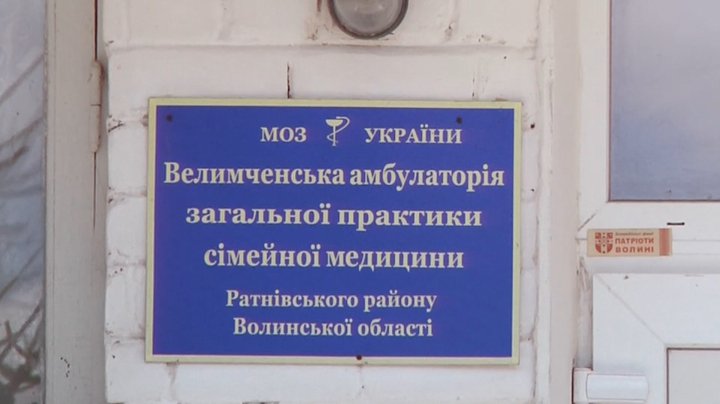 МОЗ УКРАЇНИ
Велимченська амбулаторія
загальної практики
сімейної медицини
Ратнівського району
Волинської області
ПАТРІОТИ
ВОЛИНІ